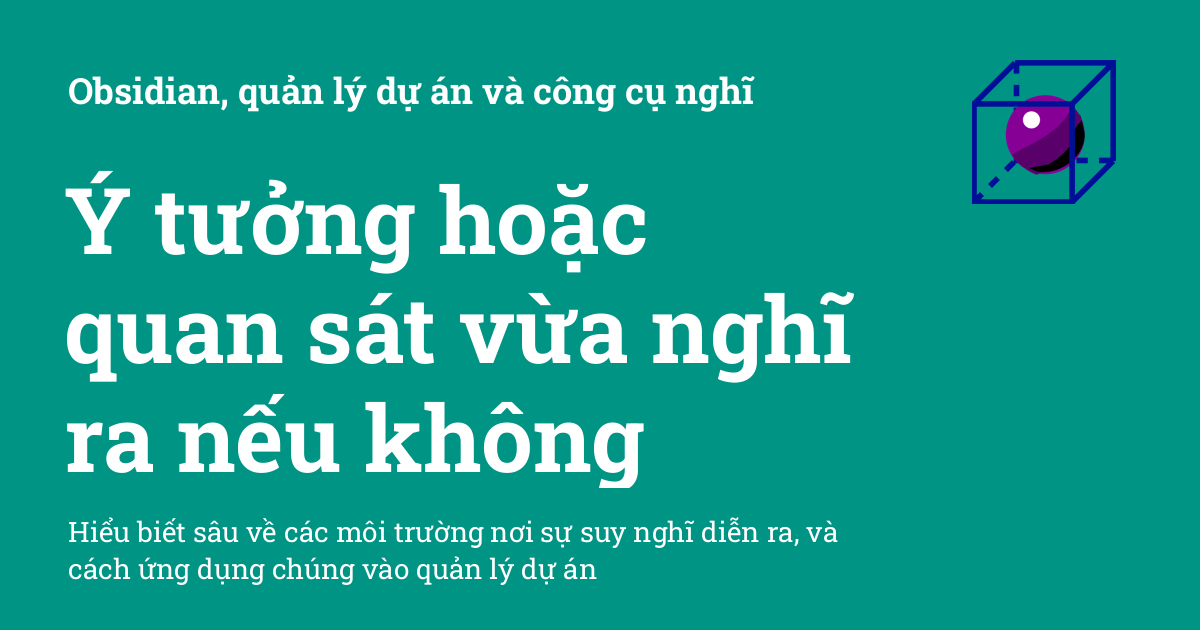 Obsidian, quản lý dự án và công cụ nghĩ
Ý tưởng hoặc
quan sát vừa nghĩ
ra nếu không
Hiểu biết sâu về các môi trường nơi sự suy nghĩ diễn ra, và
cách ứng dụng chúng vào quản lý dự án